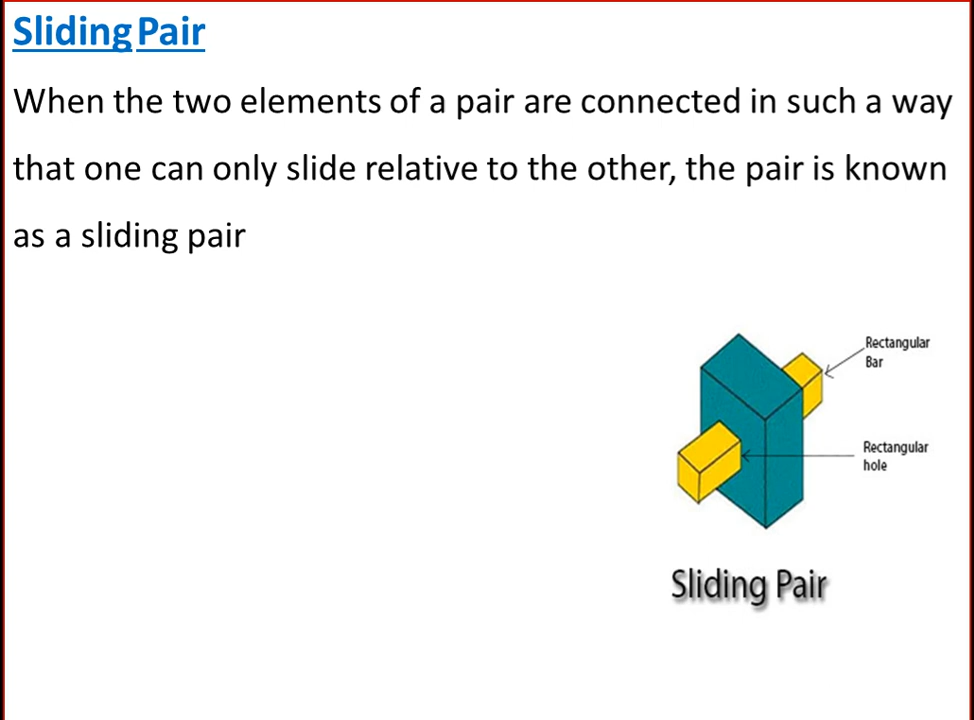 Sliding Pair
When the two elements of a pair are connected in such a way
that one can only slide relative to the other, the pair is known
as a sliding pair
Rectangular
Bar
Rectangular
hole
Sliding Pair